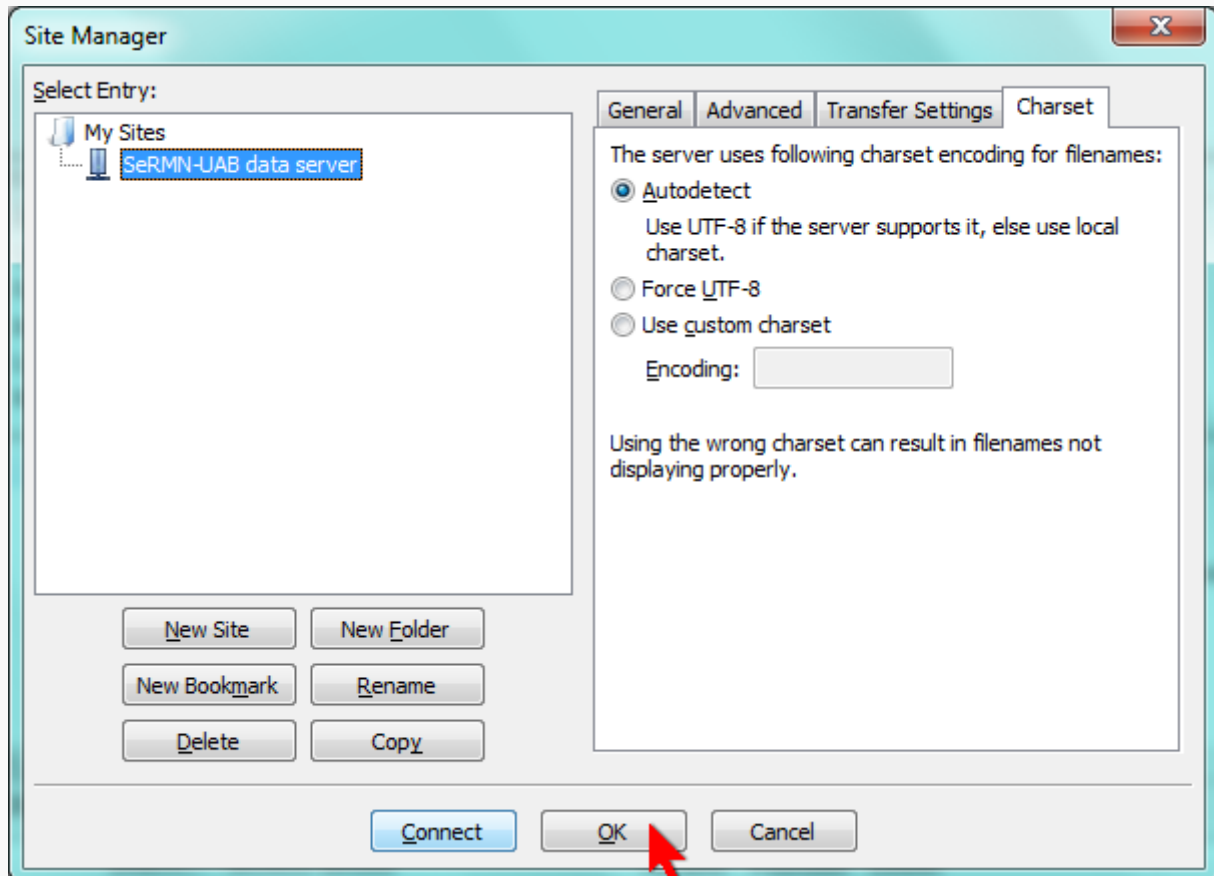 Site Manager
Select Entry:
My Sites
SeRMN-UAB data server
New Site
New Folder
New Bookmark
Rename
Delete
Copy
General
Advanced
Transfer Settings
Charset
The server uses following charset encoding for filenames:
Autodetect
Use UTF-8 if the server supports it, else use local
charset.
Force UTF-8
Use custom charset
Encoding:
Using the wrong charset can result in filenames not
displaying properly.
Connect
OK
Cancel